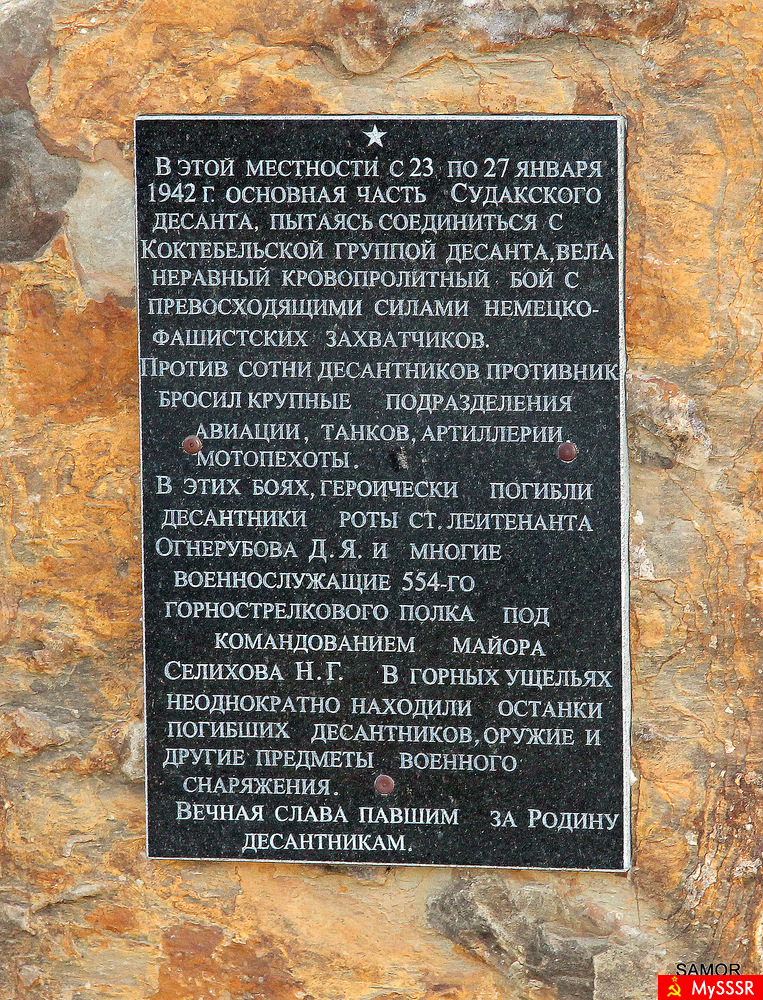 В ЭТОЙ МЕСТНОСТИ С 23 ПО 27 ЯНВАРЯ
1942 Г. ОСНОВНАЯ ЧАСТЬ СУДАКСКОГО
ДЕСАНТА, ПЫТАЯСЬ СОЕДИНИТЬСЯ С
КОКТЕБЕЛЬСКОЙ ГРУППОЙ ДЕСАНТА, ВЕЛА
НЕРАВНЫЙ КРОВОПРОЛИТНЫЙ БОЙ С
ПРЕВОСХОДЯЩИМИ СИЛАМИ НЕМЕЦКО-
ФАШИСТСКИХ ЗАХВАТЧИКОВ.
ПРОТИВ СОТНИ ДЕСАНТНИКОВ ПРОТИВНИК
БРОСИЛ КРУПНЫЕ ПОДРАЗДЕЛЕНИЯ
АВИАЦИИ, ТАНКОВ, АРТИЛЛЕРИИ,
МОТОПЕХОТЫ.
В ЭТИХ БОЯХ, ГЕРОИЧЕСКИ ПОГИБЛИ
ДЕСАНТНИКИ РОТЫ СТ. ЛЕИТЕНАНТА
ОГНЕРУБОВА Д. Я. И МНОГИЕ
ВОЕННОСЛУЖАЩИЕ 554-ГО
ГОРНОСТРЕЛКОВОГО ПОЛКА ПОД
КОМАНДОВАНИЕМ МАЙОРА
СЕЛИХОВА Н. Г. В ГОРНЫХ УЩЕЛЬЯХ
НЕОДНОКРАТНО НАХОДИЛИ ОСТАНКИ
ПОГИБШИХ ДЕСАНТНИКОВ, ОРУЖИЕ И
ДРУГИЕ ПРЕДМЕТЫ ВОЕННОГО
СНАРЯЖЕНИЯ.
ВЕЧНАЯ СЛАВА ПАВШИМ ЗА РОДИНУ
ДЕСАНТНИКАМ.
SAMOR
MySSSR